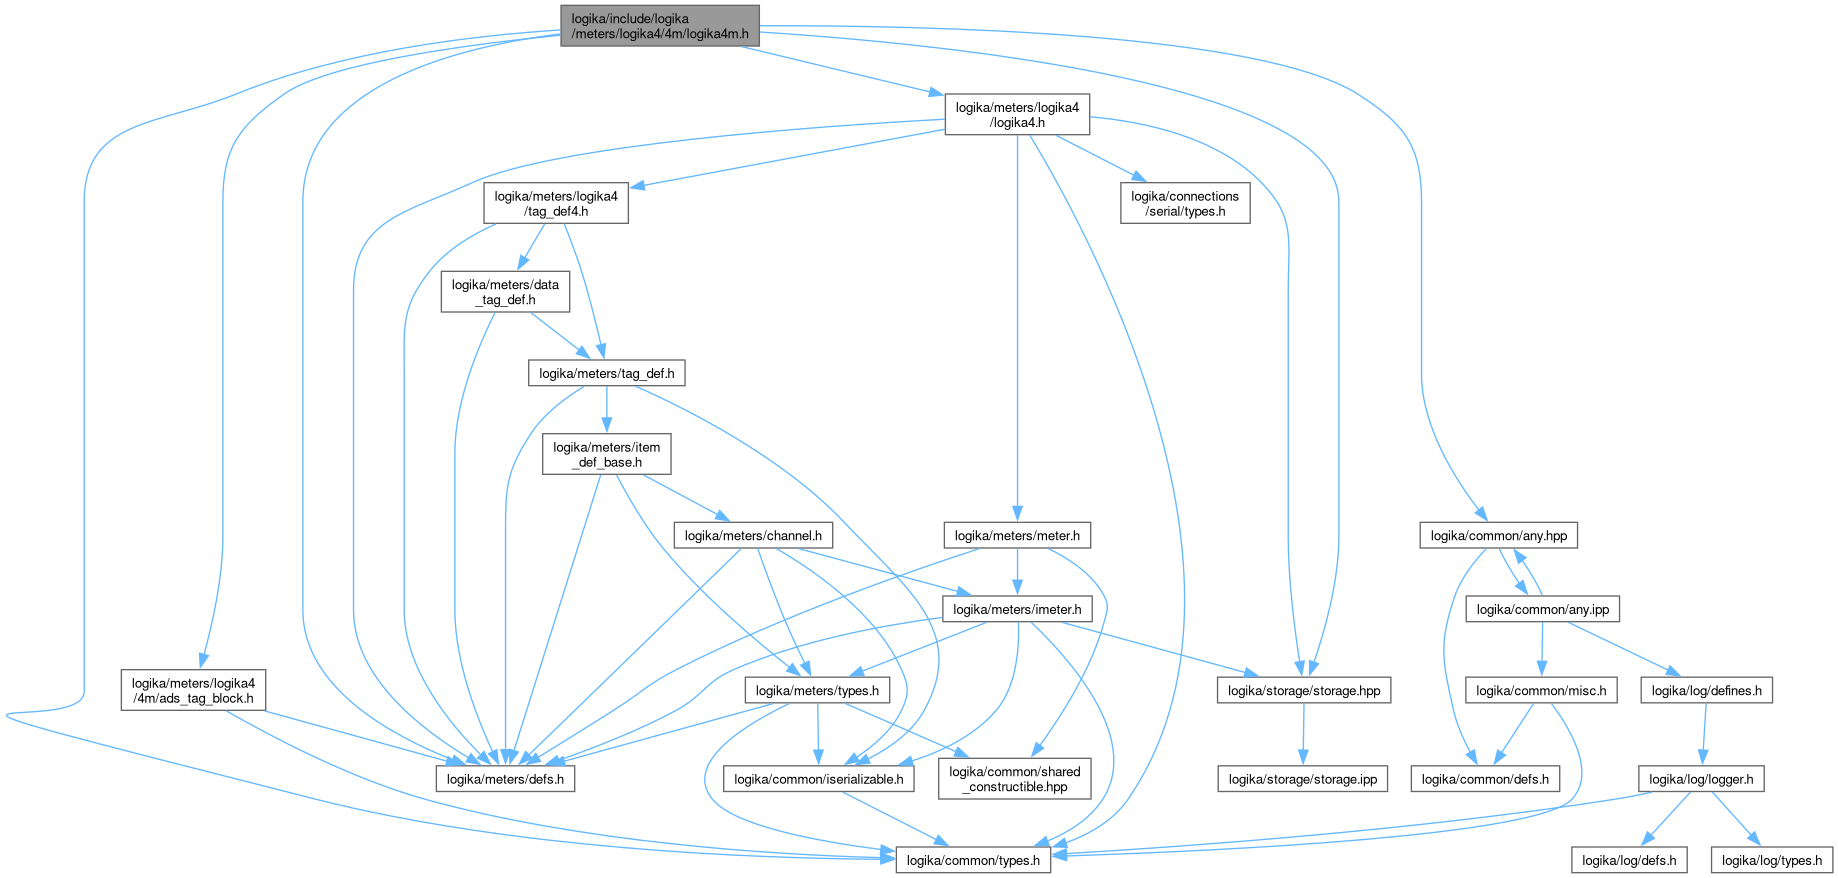 logika/include/logika
/meters/logika4/4m/logika4m.h
logika/meters/logika4
/logika4.h
logika/meters/logika4
/tag_def4.h
logika/connections
/serial/types.h
logika/meters/data
_tag_def.h
logika/meters/tag_def.h
logika/meters/item
_def_base.h
logika/meters/channel.h
logika/meters/meter.h
logika/common/any.hpp
logika/meters/imeter.h
logika/common/any.ipp
logika/meters/logika4
/4m/ads_tag_block.h
logika/meters/types.h
logika/storage/storage.hpp
logika/common/misc.h
logika/log/defines.h
logika/meters/defs.h
logika/common/iserializable.h
logika/common/shared
_constructible.hpp
logika/storage/storage.ipp
logika/common/defs.h
logika/log/logger.h
logika/common/types.h
logika/log/defs.h
logika/log/types.h